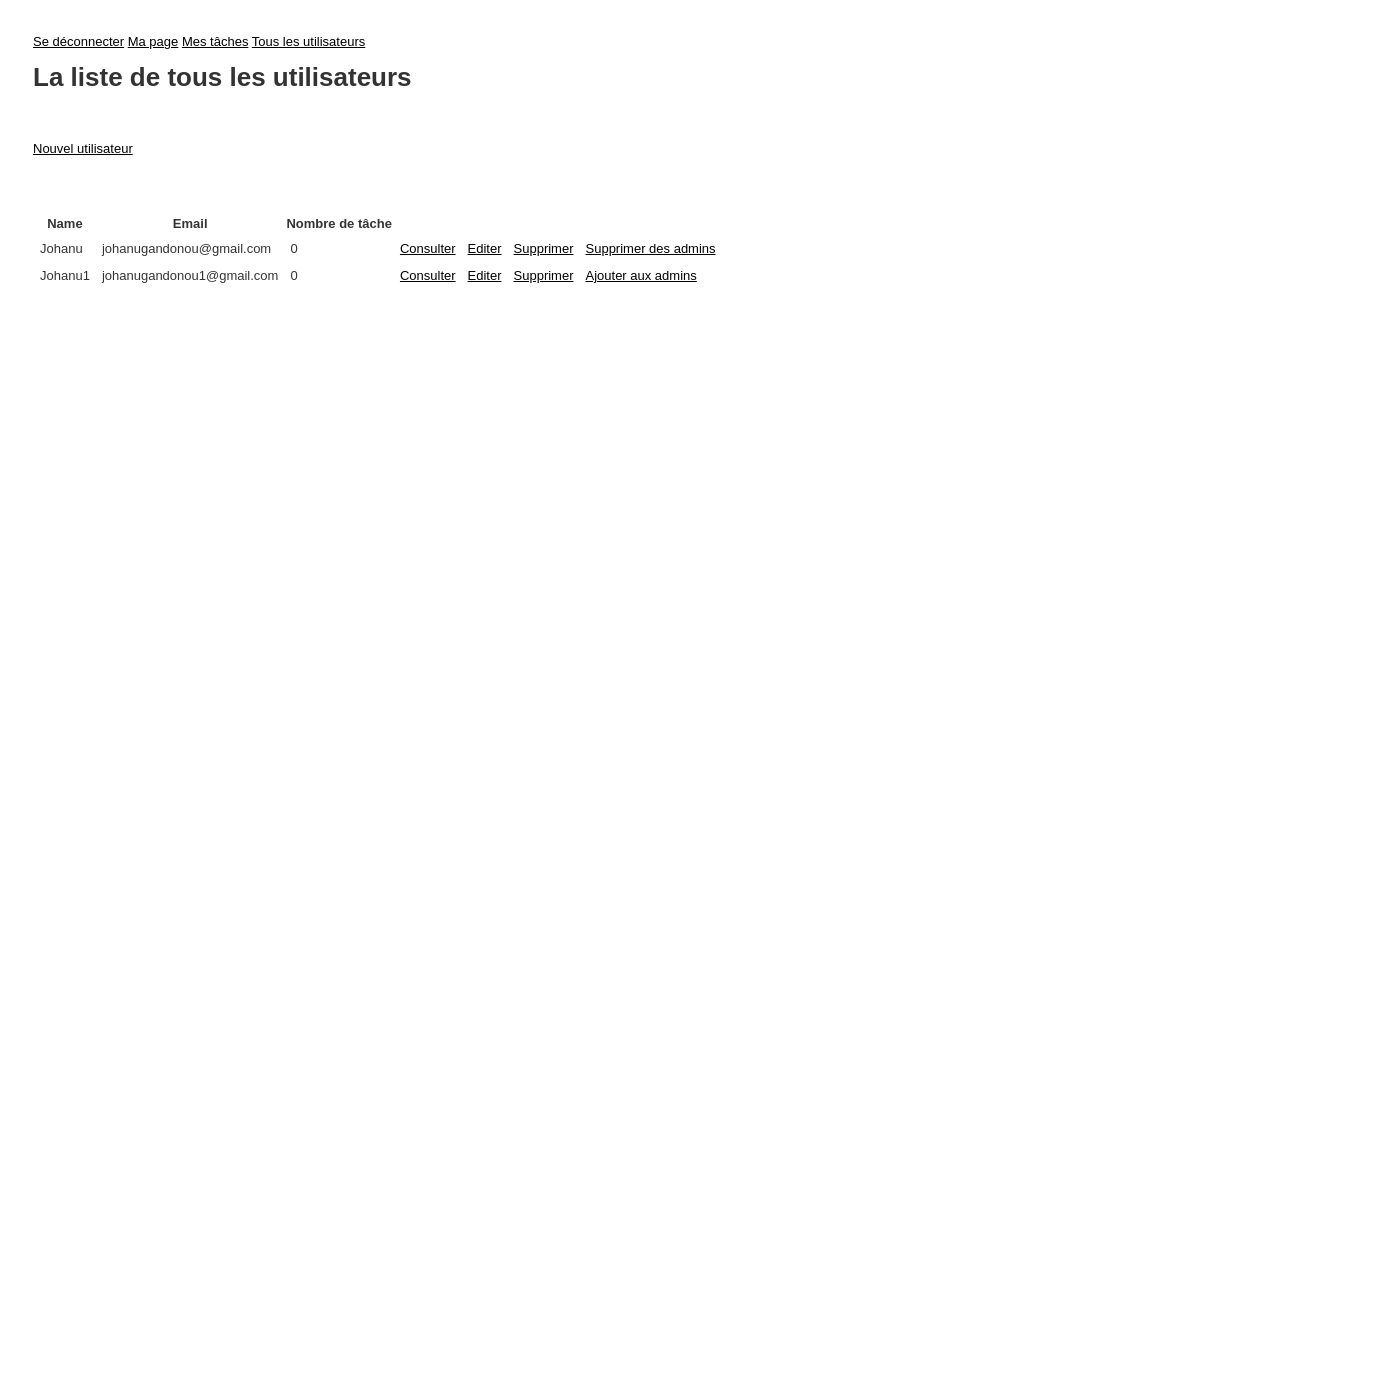 Se déconnecter Ma page Mes tâches Tous les utilisateurs
La liste de tous les utilisateurs
Nouvel utilisateur
Name Email Nombre de tâche
Johanu johanugandonou@gmail.com 0 Consulter Editer Supprimer Supprimer des admins
Johanu1 johanugandonou1@gmail.com 0 Consulter Editer Supprimer Ajouter aux admins